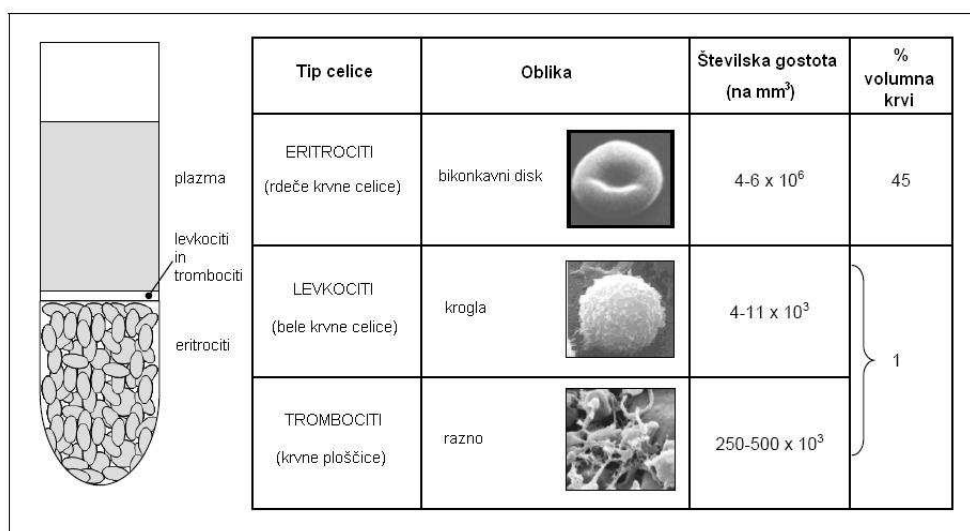 plazma
levkociti
in
trombociti
eritrociti
Tip celice
Oblika
Številska gostota
(na mm³)
%
volumna
krvi
ERITROCITI
(rdeče krvne celice)
bikonkavni disk
4-6 x 10⁶
45
LEVKOCITI
(bele krvne celice)
krogla
4-11 x 10³
1
TROMBOCITI
(krvne ploščice)
razno
250-500 x 10³